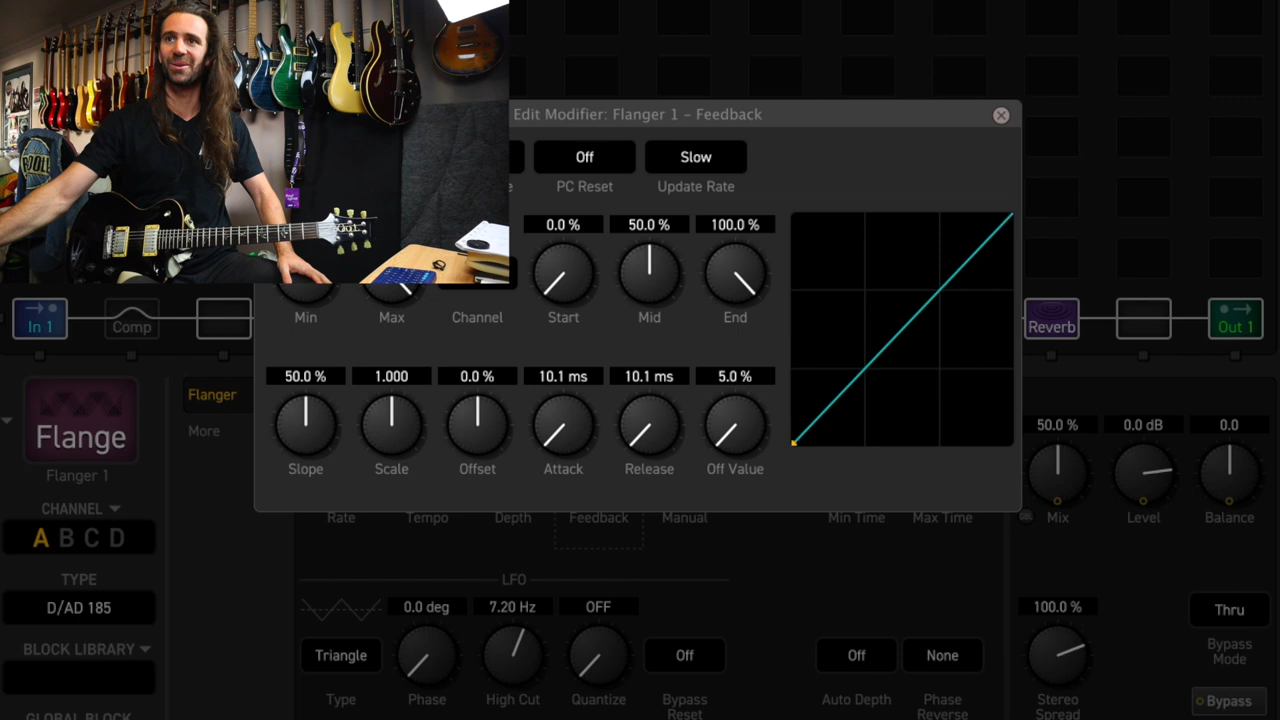 Edit Modifier: Flanger 1 – Feedback
Off
Slow
PC Reset
Update Rate
0.0 %
50.0 %
100.0 %
Min
Max
Channel
Start
Mid
End
50.0 %
1.000
0.0 %
10.1 ms
10.1 ms
5.0 %
Slope
Scale
Offset
Attack
Release
Off Value
In 1
Comp
Reverb
Out 1
Flange
Flanger 1
CHANNEL
A B C D
TYPE
D/AD 185
BLOCK LIBRARY
GLOBAL BLOCK
Flanger
More
Rate
Tempo
Depth
Feedback
Manual
Min Time
Max Time
50.0 %
0.0 dB
0.0
Mix
Level
Balance
LFO
0.0 deg
7.20 Hz
OFF
Triangle
Off
Off
None
Type
Phase
High Cut
Quantize
Bypass
Reset
Auto Depth
Phase
Reverse
100.0 %
Stereo
Spread
Thru
Bypass
Mode
Bypass